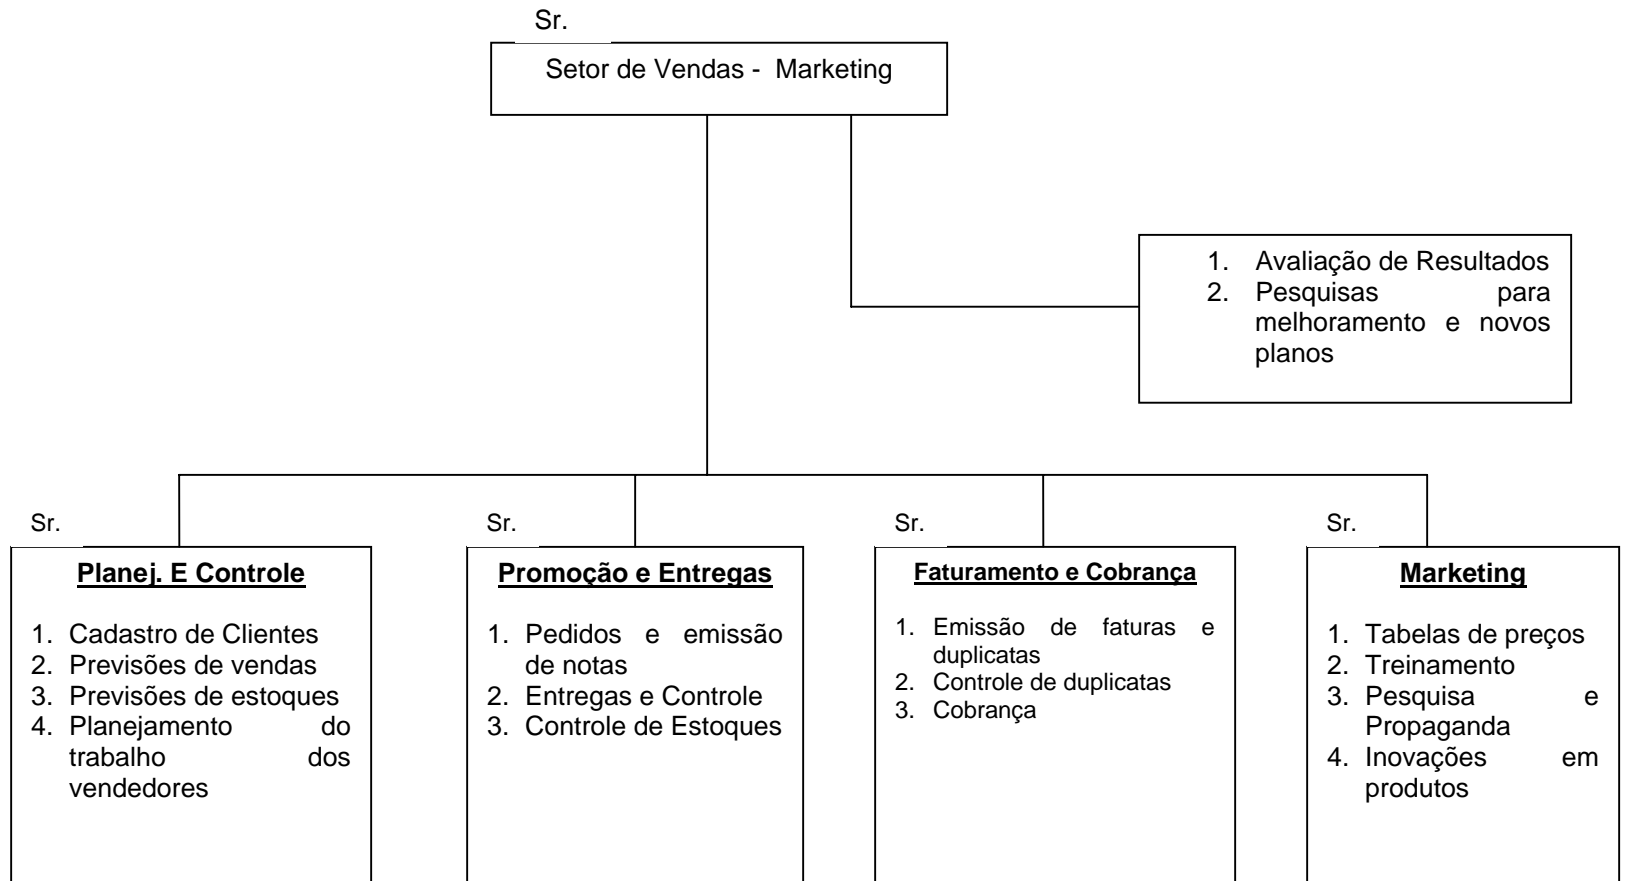 Sr.
Setor de Vendas - Marketing
1. Avaliação de Resultados
2. Pesquisas para
melhoramento e novos
planos
Sr.
Planej. E Controle
1. Cadastro de Clientes
2. Previsões de vendas
3. Previsões de estoques
4. Planejamento do
trabalho dos
vendedores
Sr.
Promoção e Entregas
1. Pedidos e emissão
de notas
2. Entregas e Controle
3. Controle de Estoques
Sr.
Faturamento e Cobrança
1. Emissão de faturas e
duplicatas
2. Controle de duplicatas
3. Cobrança
Sr.
Marketing
1. Tabelas de preços
2. Treinamento
3. Pesquisa e
Propaganda
4. Inovações em
produtos